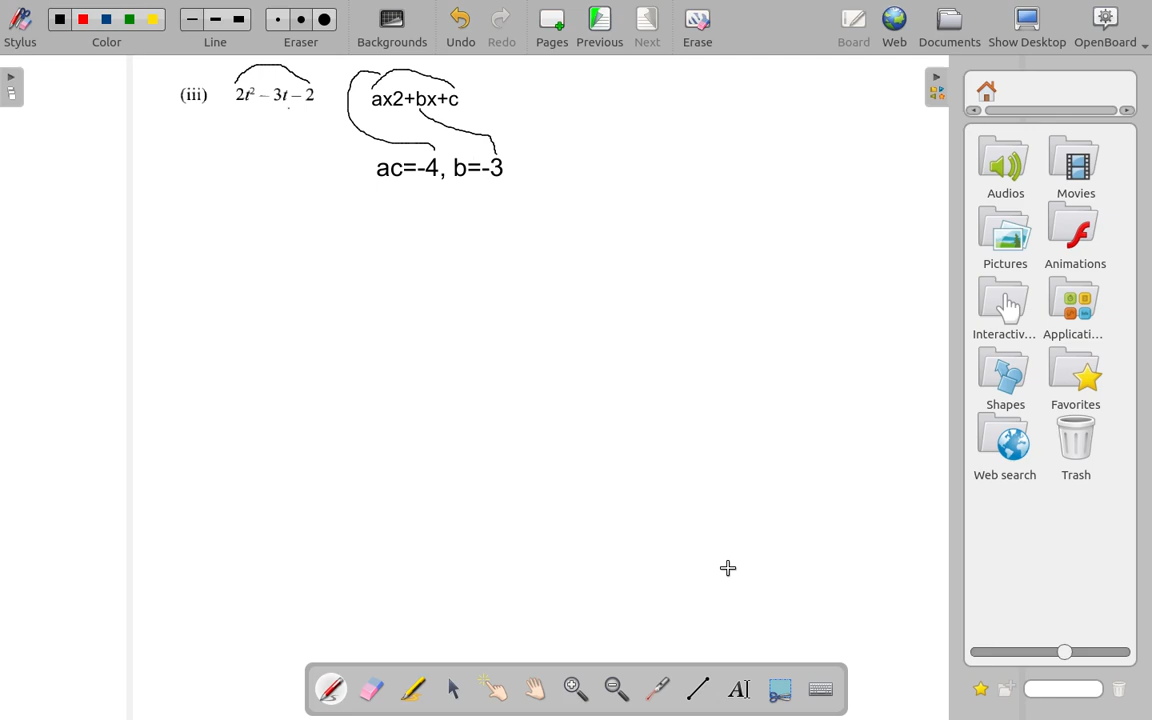 Stylus Color Line Eraser Backgrounds Undo Redo Pages Previous Next Erase Board Web Documents Show Desktop OpenBoard
(iii) 2t² – 3t – 2 ax2+bx+c
ac=-4, b=-3
Audios Movies
Pictures Animations
Interactiv... Applicati...
Shapes Favorites
Web search Trash